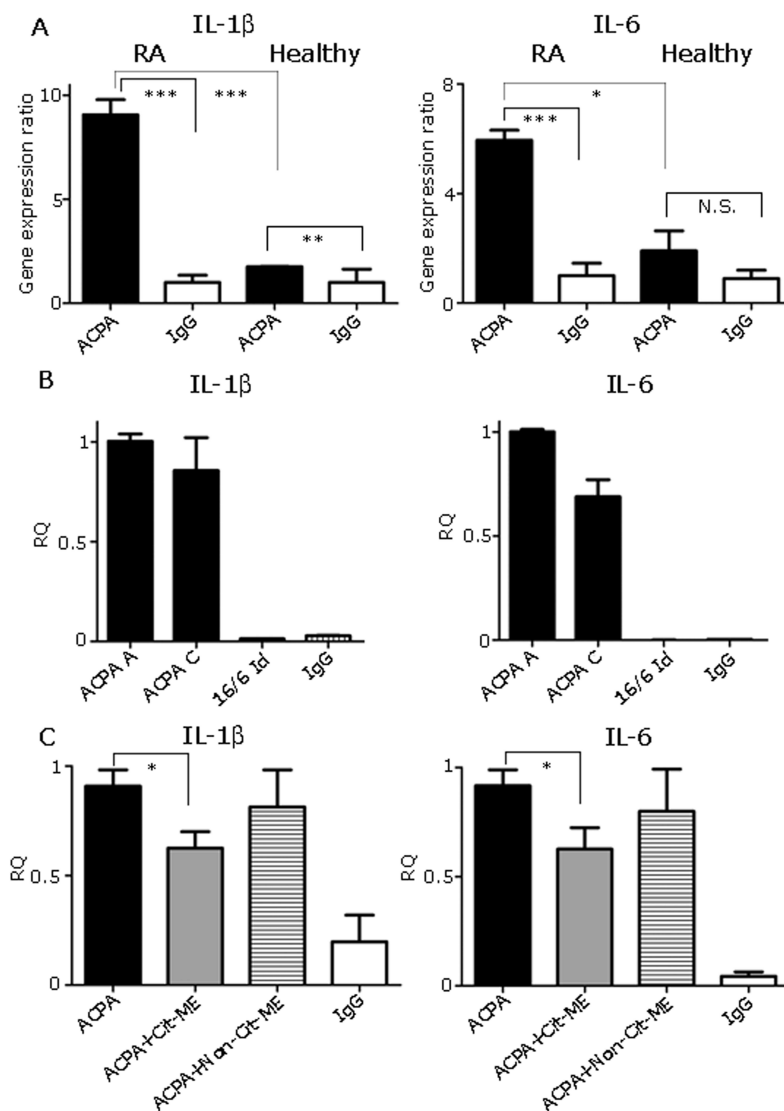 A
IL-1β
RA Healthy
Gene expression ratio
10
5
0
***
***
**
ACPA
IgG
ACPA
IgG
IL-6
RA Healthy
Gene expression ratio
8
4
0
*
***
N.S.
ACPA
IgG
ACPA
IgG
B
IL-1β
RQ
1
0.5
0
ACPA A
ACPA C
16/6 Id
IgG
IL-6
RQ
1
0.5
0
ACPA A
ACPA C
16/6 Id
IgG
C
IL-1β
RQ
1
0.5
0
*
ACPA
ACPA+Cit-ME
ACPA+Non-Cit-ME
IgG
IL-6
RQ
1
0.5
0
*
ACPA
ACPA+Cit-ME
ACPA+Non-Cit-ME
IgG